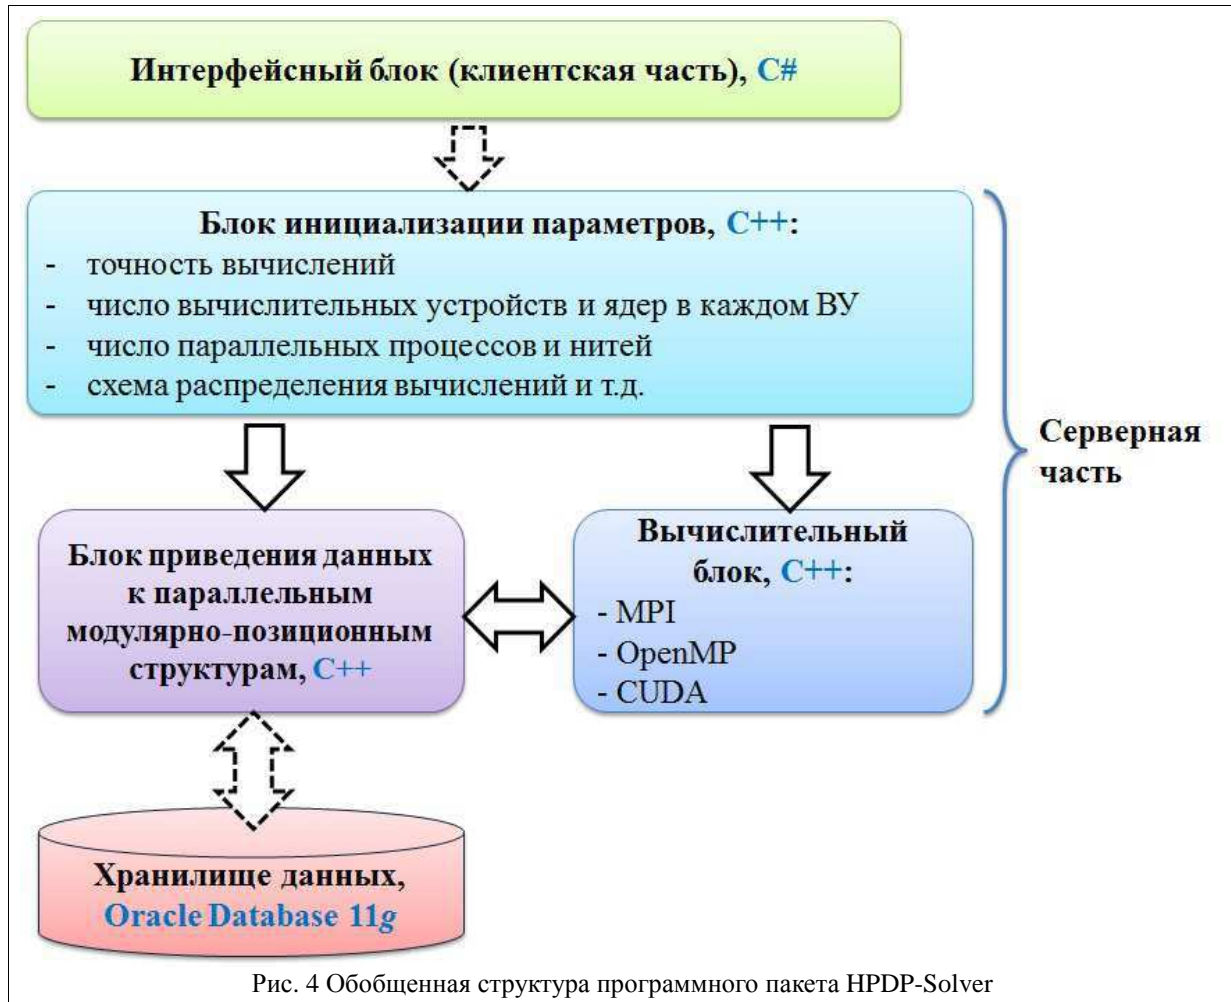 Интерфейсный блок (клиентская часть), C#
Блок инициализации параметров, C++:
- точность вычислений
- число вычислительных устройств и ядер в каждом ВУ
- число параллельных процессов и нитей
- схема распределения вычислений и т.д.
Серверная
часть
Блок приведения данных
к параллельным
модулярно-позиционным
структурам, C++
Вычислительный
блок, C++:
- MPI
- OpenMP
- CUDA
Хранилище данных,
Oracle Database 11g
Рис. 4 Обобщенная структура программного пакета HPDP-Solver